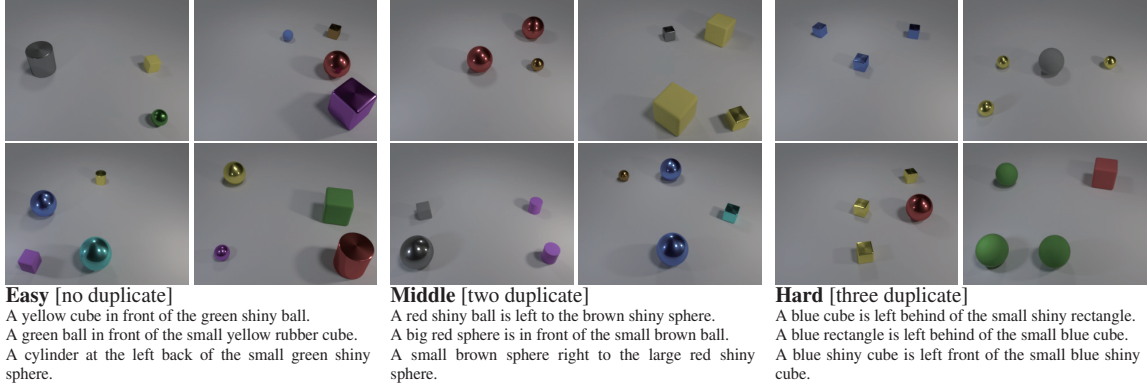 Easy [no duplicate]
A yellow cube in front of the green shiny ball.
A green ball in front of the small yellow rubber cube.
A cylinder at the left back of the small green shiny
sphere.
Middle [two duplicate]
A red shiny ball is left to the brown shiny sphere.
A big red sphere is in front of the small brown ball.
A small brown sphere right to the large red shiny
sphere.
Hard [three duplicate]
A blue cube is left behind of the small shiny rectangle.
A blue rectangle is left behind of the small blue cube.
A blue shiny cube is left front of the small blue shiny
cube.